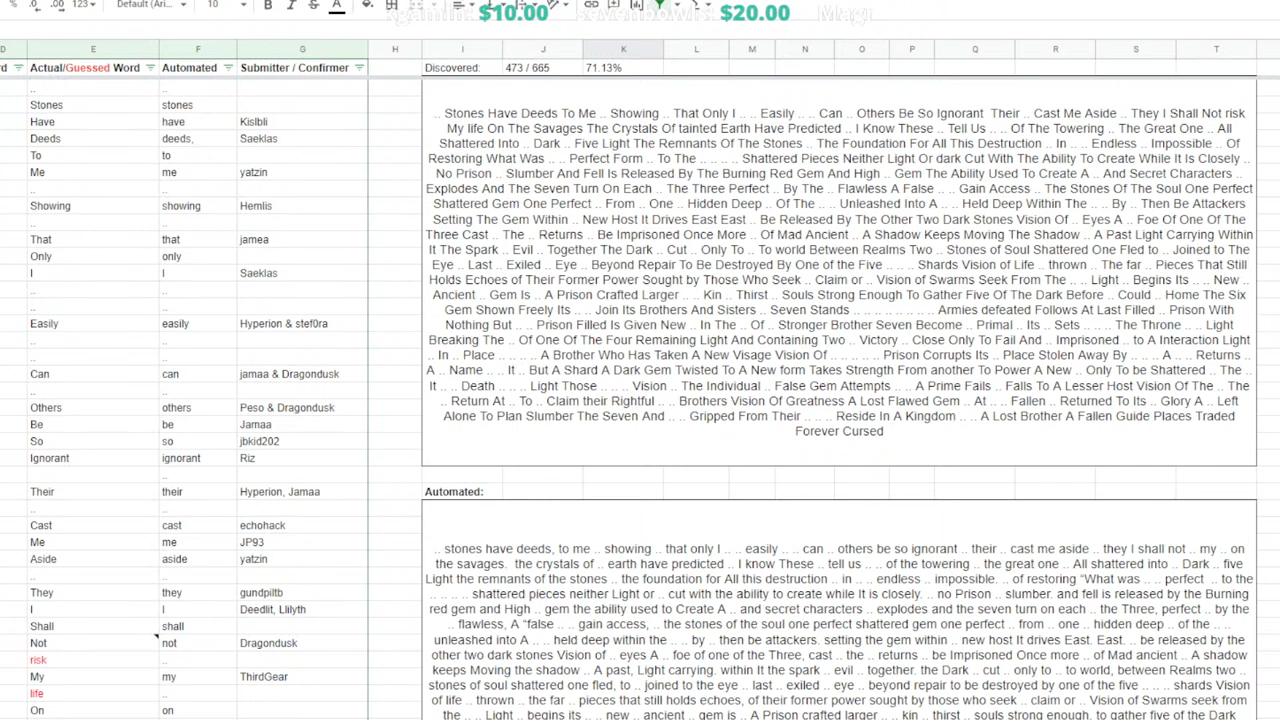 123 Default (Ari... 10 B I S A
$10.00 $20.00
D E F G H I J K L M N O P Q R S T
rd Actual/Guessed Word Automated Submitter / Confirmer Discovered: 473 / 665 71.13%
..
Stones stones
Have have Kislbli
Deeds deeds, Saeklas
To to
Me me yatzin
.. ..
Showing showing Hemlis
.. ..
That that jamea
Only only
I I Saeklas
.. ..
.. ..
Easily easily Hyperion & stef0ra
.. ..
.. ..
Can can jamaa & Dragondusk
.. ..
Others others Peso & Dragondusk
Be be Jamaa
So so jbkid202
Ignorant ignorant Riz
..
Their their Hyperion, Jamaa
.. ..
Cast cast echohack
Me me JP93
Aside aside yatzin
.. ..
They they gundpiltb
I I Deedlit, Llilyth
Shall shall
Not not Dragondusk
risk ..
My my ThirdGear
life ..
On on
.. Stones Have Deeds To Me .. Showing .. That Only I .. .. Easily .. .. Can .. Others Be So Ignorant Their .. Cast Me Aside .. They I Shall Not risk
My life On The Savages The Crystals Of tainted Earth Have Predicted .. I Know These .. Tell Us .. .. Of The Towering .. The Great One .. All
Shattered Into .. Dark .. Five Light The Remnants Of The Stones .. The Foundation For All This Destruction .. In .. Endless .. Impossible .. Of
Restoring What Was .. .. Perfect Form .. To The .. .. .. .. Shattered Pieces Neither Light Or dark Cut With The Ability To Create While It Is Closely ..
No Prison .. Slumber And Fell Is Released By The Burning Red Gem And High .. Gem The Ability Used To Create A .. And Secret Characters ..
Explodes And The Seven Turn On Each .. The Three Perfect .. By The .. Flawless A False .. .. Gain Access .. The Stones Of The Soul One Perfect
Shattered Gem One Perfect .. From .. One .. Hidden Deep .. Of The .. .. Unleashed Into A .. .. Held Deep Within The .. .. By .. Then Be Attackers
Setting The Gem Within .. New Host It Drives East East .. Be Released By The Other Two Dark Stones Vision Of .. Eyes A .. Foe Of One Of The
Three Cast .. The .. Returns .. Be Imprisoned Once More .. Of Mad Ancient .. A Shadow Keeps Moving The Shadow .. A Past Light Carrying Within
It The Spark .. Evil .. Together The Dark .. Cut .. Only To .. To world Between Realms Two .. Stones of Soul Shattered One Fled to .. Joined to The
Eye .. Last .. Exiled .. Eye .. Beyond Repair To Be Destroyed By One of the Five .. .. .. Shards Vision of Life .. thrown .. The far .. Pieces That Still
Holds Echoes of Their Former Power Sought by Those Who Seek .. Claim or .. Vision of Swarms Seek From The .. .. Light .. Begins Its .. .. New ..
Ancient .. Gem Is .. A Prison Crafted Larger .. .. Kin .. Thirst .. Souls Strong Enough To Gather Five Of The Dark Before .. Could .. Home The Six
Gem Shown Freely Its .. .. Join Its Brothers And Sisters .. Seven Stands .. .. .. .. .. Armies defeated Follows At Last Filled .. Prison With
Nothing But .. .. Prison Filled Is Given New .. In The .. Of .. Stronger Brother Seven Become .. Primal .. Its .. Sets .. .. The Throne .. .. Light
Breaking The .. Of One Of The Four Remaining Light And Containing Two .. Victory .. Close Only To Fail And .. Imprisoned .. to A Interaction Light
.. In .. Place .. .. .. A Brother Who Has Taken A New Visage Vision Of .. .. .. .. .. Prison Corrupts Its .. Place Stolen Away By .. .. A .. .. Returns ..
A .. Name .. .. It .. But A Shard A Dark Gem Twisted To A New form Takes Strength From another To Power A New .. Only To be Shattered .. The ..
It .. .. Death .. .. .. Light Those .. .. .. Vision .. The Individual .. False Gem Attempts .. .. A Prime Fails .. Falls To A Lesser Host Vision Of The .. The
.. Return At .. To .. Claim their Rightful .. .. Brothers Vision Of Greatness A Lost Flawed Gem .. At .. .. Fallen .. Returned To Its .. Glory A .. Left
Alone To Plan Slumber The Seven And .. .. Gripped From Their .. .. .. Reside In A Kingdom .. .. A Lost Brother A Fallen Guide Places Traded
Forever Cursed
Automated:
.. stones have deeds, to me .. showing .. that only I .. .. easily .. .. can .. others be so ignorant .. their .. cast me aside .. they I shall not .. my .. on
the savages. the crystals of .. earth have predicted .. I know These .. tell us .. .. of the towering .. the great one .. All shattered into .. Dark .. five
Light the remnants of the stones .. the foundation for All this destruction .. in .. endless .. impossible. .. of restoring “What was .. .. perfect .. to the
.. .. .. .. shattered pieces neither Light or .. cut with the ability to create while It is closely. .. no Prison .. slumber. and fell is released by the Burning
red gem and High .. gem the ability used to Create A .. and secret characters .. explodes and the seven turn on each .. the Three, perfect .. by the
.. flawless, A “false .. .. gain access, .. the stones of the soul one perfect shattered gem one perfect .. from .. one .. hidden deep .. of the .. ..
unleashed into A .. .. held deep within the .. .. by .. then be attackers. setting the gem within .. new host It drives East. East. .. be released by the
other two dark stones Vision of .. eyes A .. foe of one of the Three, cast .. the .. returns .. be Imprisoned Once more .. of Mad ancient .. A shadow
keeps Moving the shadow .. A past, Light carrying. within It the spark .. evil .. together. the Dark .. cut .. only to .. to world, between Realms two ..
stones of soul shattered one fled, to .. joined to the eye .. last .. exiled .. eye .. beyond repair to be destroyed by one of the five .. .. .. shards Vision
of life .. thrown .. the far .. pieces that still holds echoes, of their former power sought by those who seek .. claim or .. Vision of Swarms seek from
the .. .. Light .. begins its .. .. new .. ancient .. gem is .. A Prison crafted larger .. .. kin .. thirst .. souls strong enough. to gather five of the dark